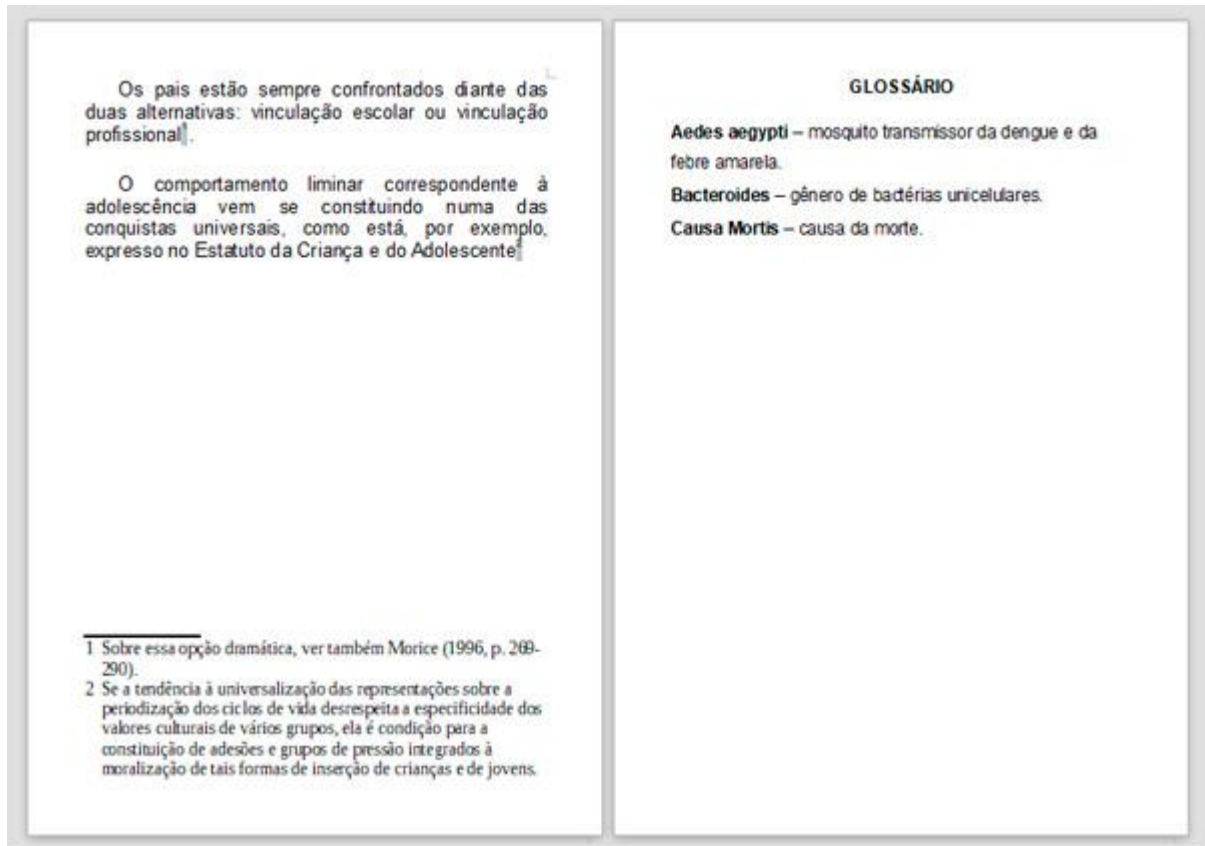 Os pais estão sempre confrontados diante das
duas alternativas: vinculação escolar ou vinculação
profissional¹.
O comportamento liminar correspondente à
adolescência vem se constituindo numa das
conquistas universais, como está, por exemplo,
expresso no Estatuto da Criança e do Adolescente²
1 Sobre essa opção dramática, ver também Morice (1996, p. 269-
290).
2 Se a tendência à universalização das representações sobre a
periodização dos ciclos de vida desrespeita a especificidade dos
valores culturais de vários grupos, ela é condição para a
constituição de adesões e grupos de pressão integrados à
moralização de tais formas de inserção de crianças e de jovens.
GLOSSÁRIO
Aedes aegypti – mosquito transmissor da dengue e da
febre amarela.
Bacteroides – gênero de bactérias unicelulares.
Causa Mortis – causa da morte.